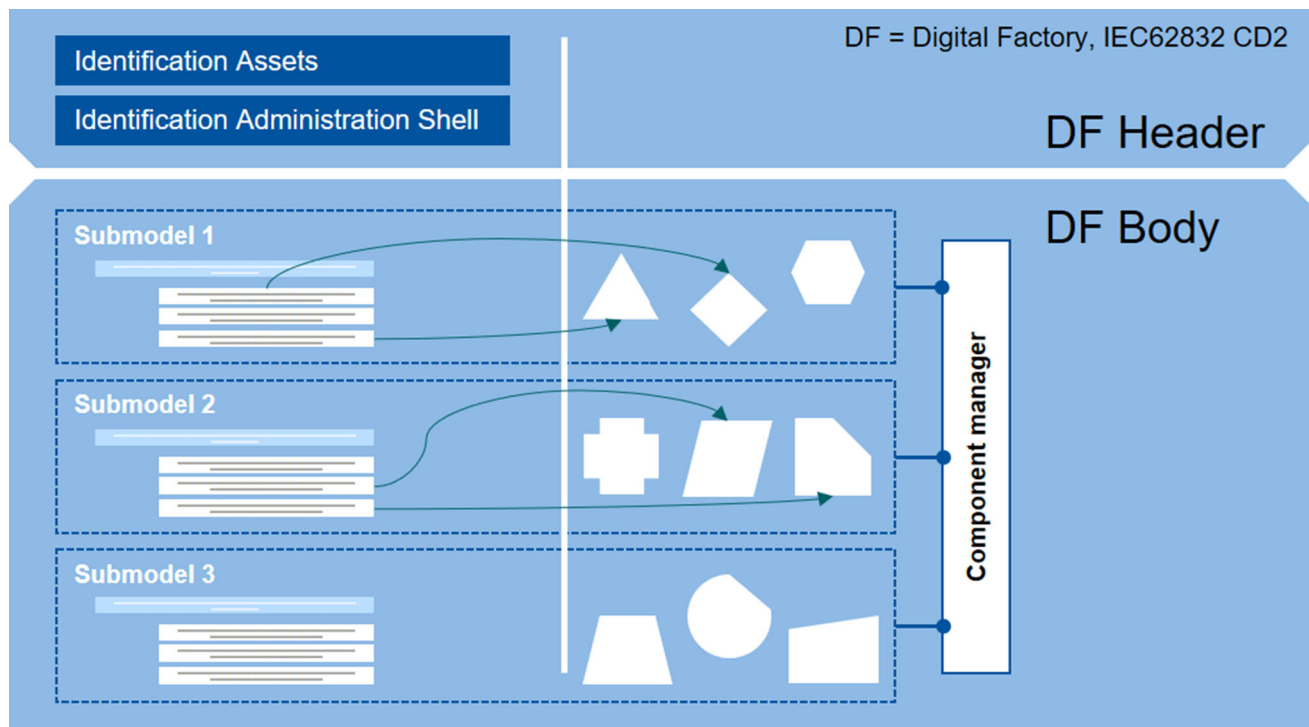 Identification Assets
DF = Digital Factory, IEC62832 CD2
Identification Administration Shell
DF Header
DF Body
Submodel 1
Submodel 2
Submodel 3
Component manager